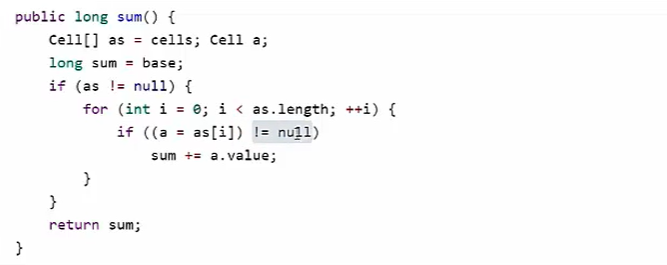 public long sum() {
    Cell[] as = cells; Cell a;
    long sum = base;
    if (as != null) {
        for (int i = 0; i < as.length; ++i) {
            if ((a = as[i]) != null)
                sum += a.value;
        }
    }
    return sum;
}